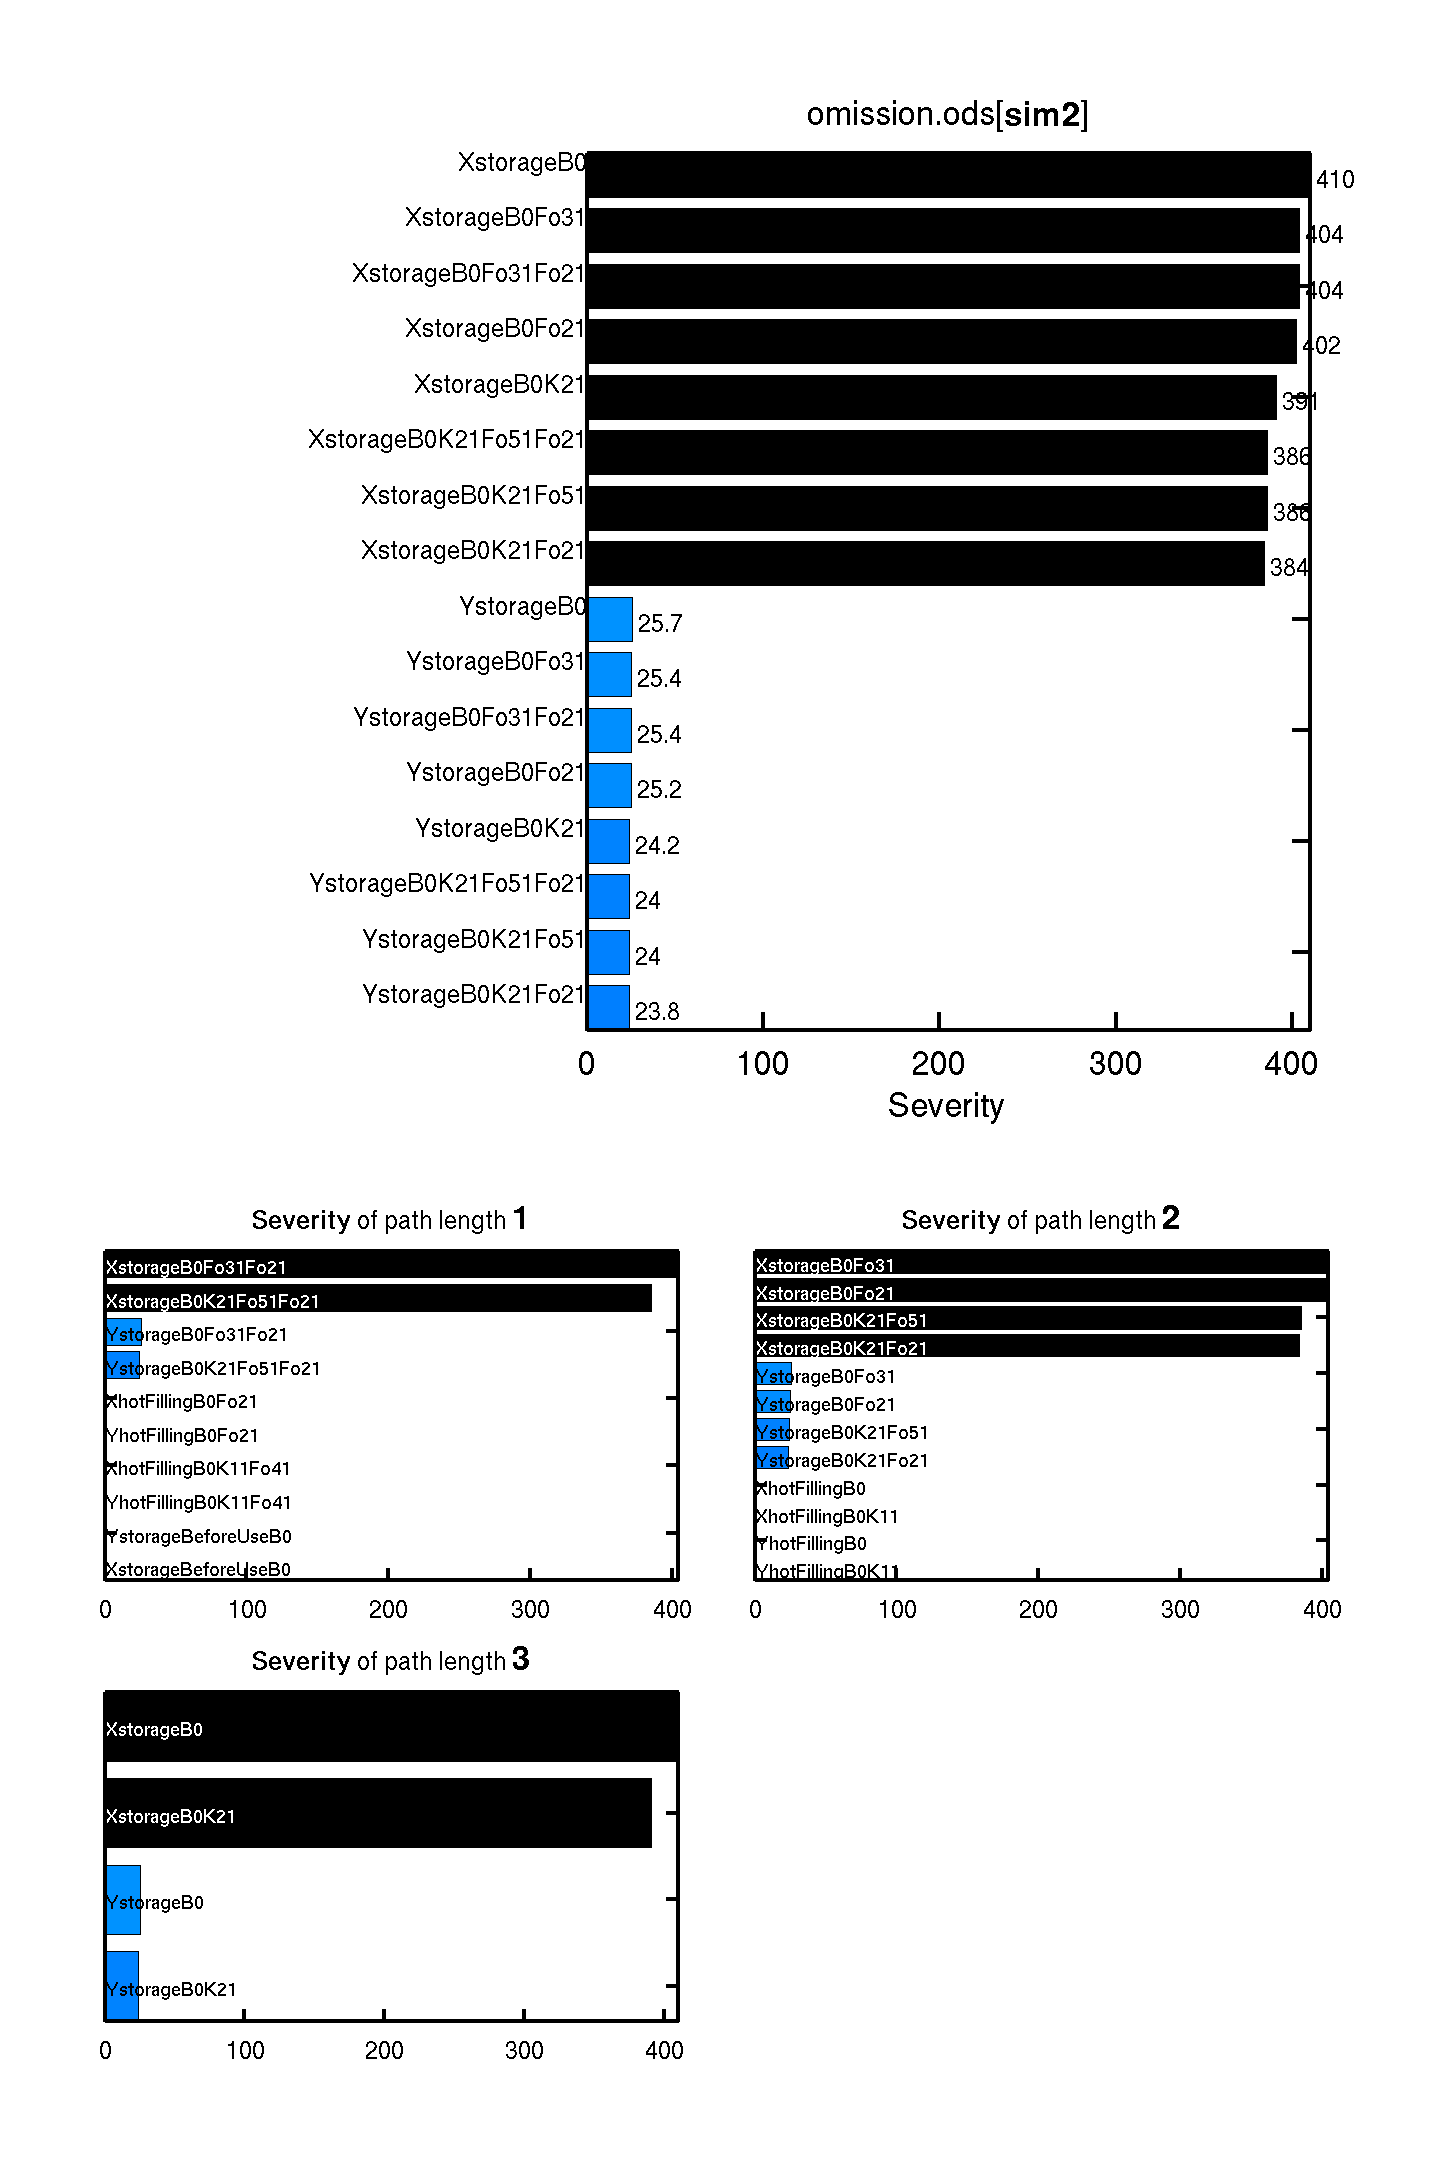 omission.ods[sim2]
XstorageB0 410
XstorageB0Fo31 404
XstorageB0Fo31Fo21 404
XstorageB0Fo21 402
XstorageB0K21 391
XstorageB0K21Fo51Fo21 386
XstorageB0K21Fo51 386
XstorageB0K21Fo21 384
YstorageB0 25.7
YstorageB0Fo31 25.4
YstorageB0Fo31Fo21 25.4
YstorageB0Fo21 25.2
YstorageB0K21 24.2
YstorageB0K21Fo51Fo21 24
YstorageB0K21Fo51 24
YstorageB0K21Fo21 23.8
0 100 200 300 400
Severity
Severity of path length 1
XstorageB0Fo31Fo21
XstorageB0K21Fo51Fo21
YstorageB0Fo31Fo21
YstorageB0K21Fo51Fo21
XhotFillingB0Fo21
YhotFillingB0Fo21
XhotFillingB0K11Fo41
YhotFillingB0K11Fo41
YstorageBeforeUseB0
XstorageBeforeUseB0
0 100 200 300 400
Severity of path length 2
XstorageB0Fo31
XstorageB0Fo21
XstorageB0K21Fo51
XstorageB0K21Fo21
YstorageB0Fo31
YstorageB0Fo21
YstorageB0K21Fo51
YstorageB0K21Fo21
XhotFillingB0
XhotFillingB0K11
YhotFillingB0
YhotFillingB0K11
0 100 200 300 400
Severity of path length 3
XstorageB0
XstorageB0K21
YstorageB0
YstorageB0K21
0 100 200 300 400